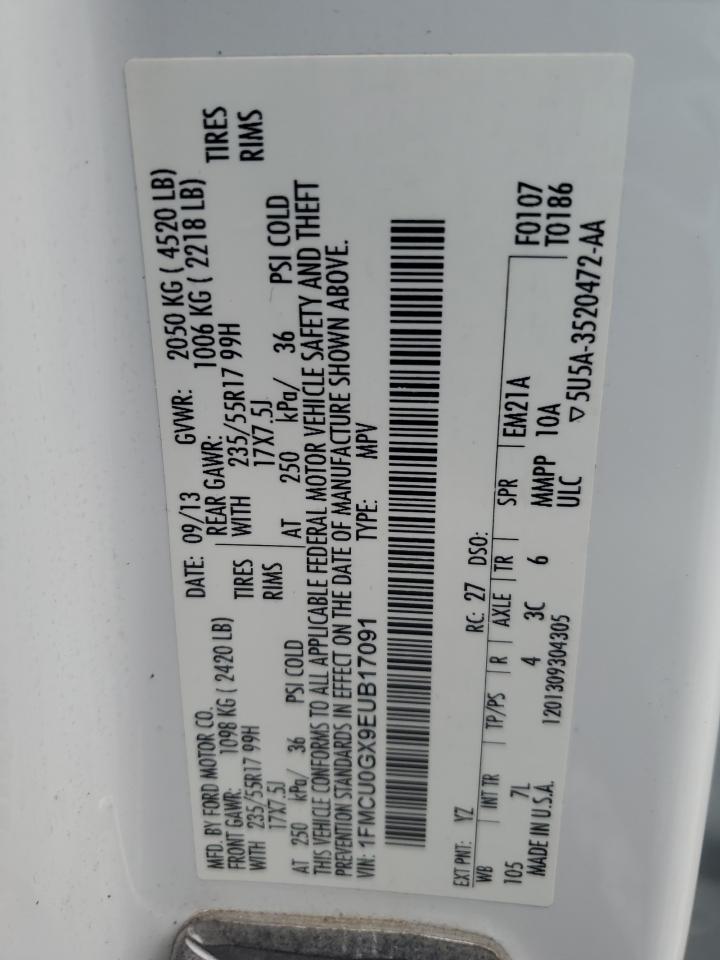 MFD. BY FORD MOTOR CO.
DATE: 09/13 GVWR: 2050 KG ( 4520 LB)
FRONT GAWR: 1098 KG ( 2420 LB) REAR GAWR: 1006 KG ( 2218 LB)
WITH 235/55R17 99H TIRES WITH 235/55R17 99H TIRES
17X7.5J RIMS 17X7.5J RIMS
AT 250 kPa/ 36 PSI COLD AT 250 kPa/ 36 PSI COLD
THIS VEHICLE CONFORMS TO ALL APPLICABLE FEDERAL MOTOR VEHICLE SAFETY AND THEFT
PREVENTION STANDARDS IN EFFECT ON THE DATE OF MANUFACTURE SHOWN ABOVE.
VIN: 1FMCU0GX9EUB17091 TYPE: MPV
EXT PNT: YZ RC: 27 DSO:
WB INT TR TP/PS R AXLE TR SPR EM21A F0107
105 7L 4 3C 6 MMPP 10A T0186
MADE IN U.S.A. 1201309304305 ULC ▽5U5A-3520472-AA